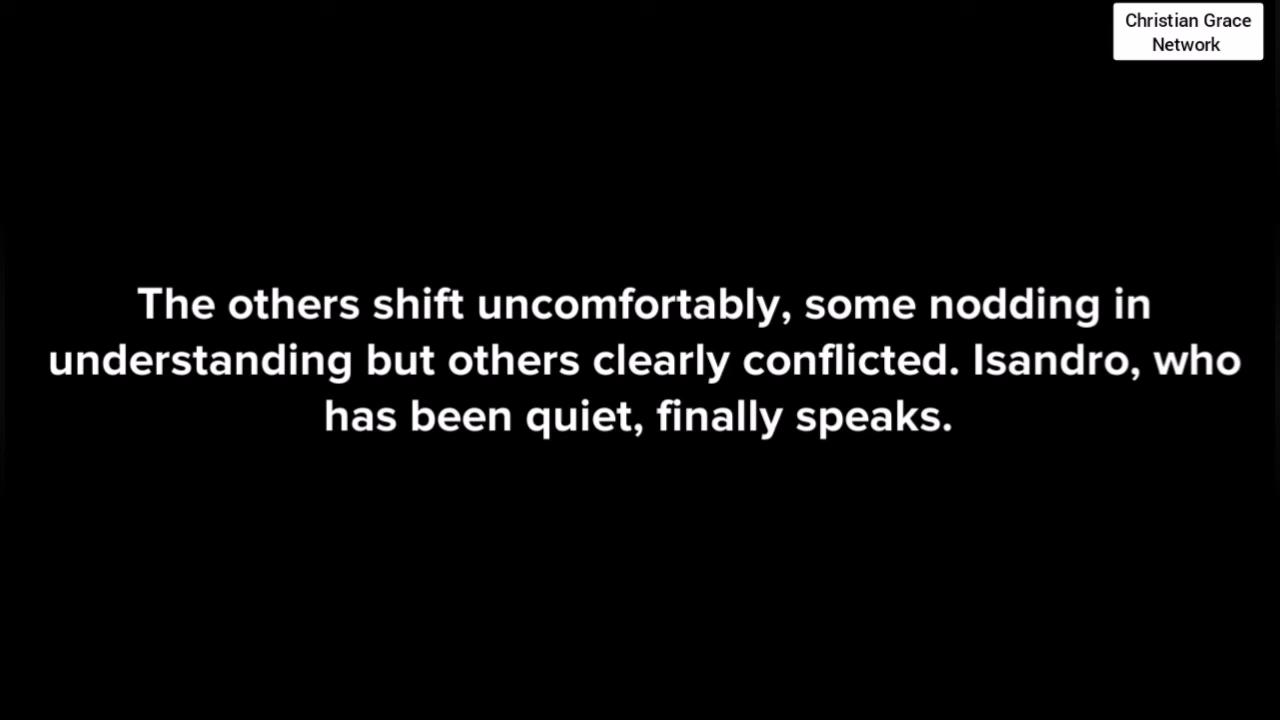 Christian Grace
Network
The others shift uncomfortably, some nodding in
understanding but others clearly conflicted. Isandro, who
has been quiet, finally speaks.